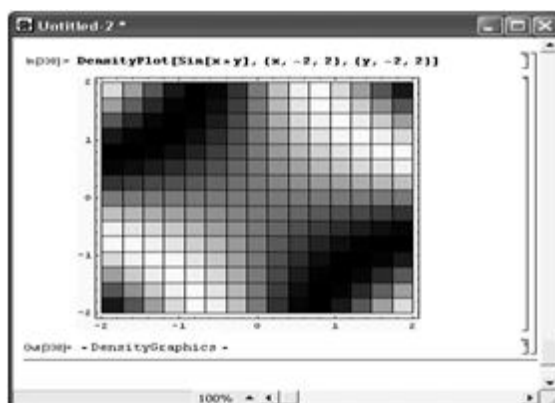 Untitled-2 *
In[330]:= DensityPlot[Sin[x*y], {x, -2, 2}, {y, -2, 2}]
2
1
0
-1
-2
-2 -1 0 1 2
Out[330]= - DensityGraphics -
100%